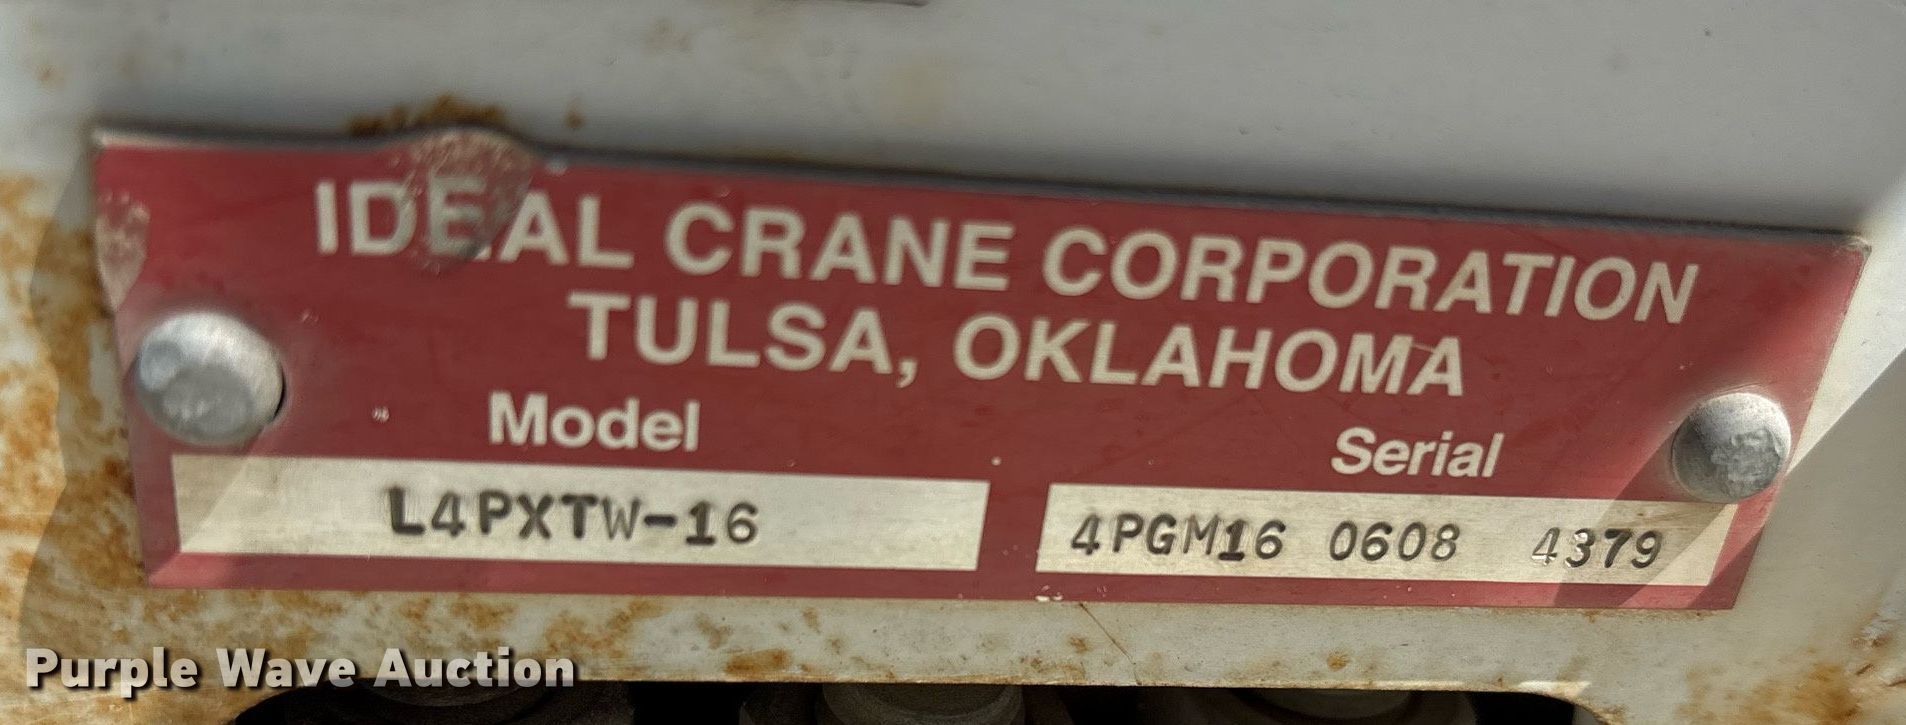 IDEAL CRANE CORPORATION
TULSA, OKLAHOMA
Model Serial
L4PXTW-16 4PGM16 0608 4379
Purple Wave Auction